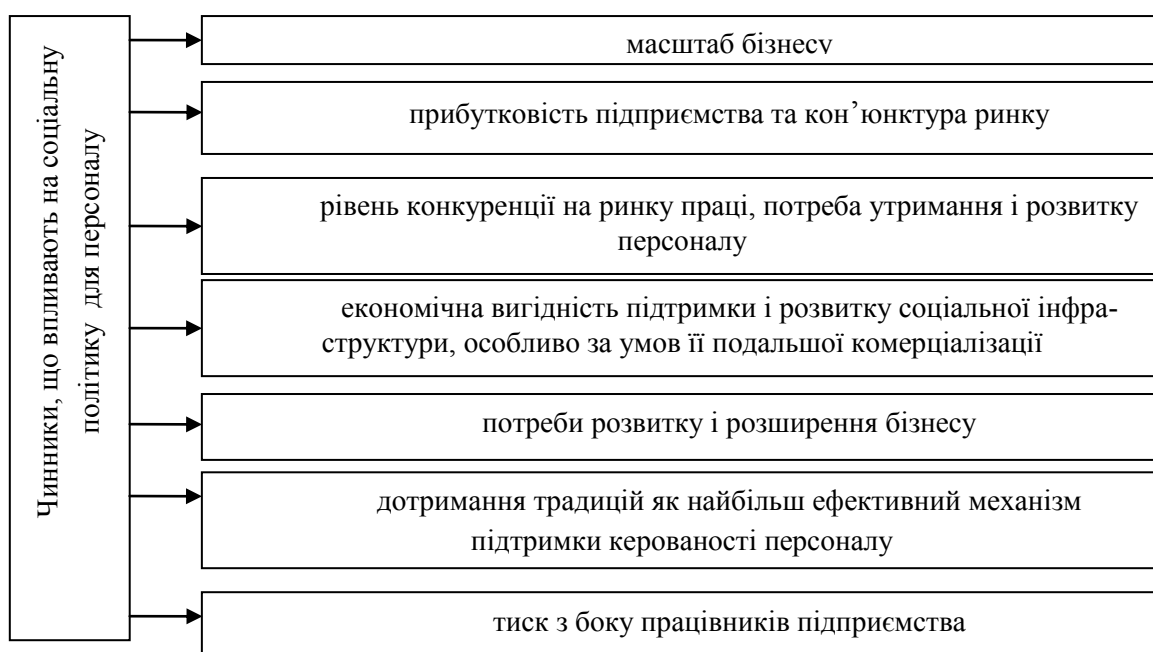 Чинники, що впливають на соціальну
політику для персоналу
масштаб бізнесу
прибутковість підприємства та кон’юнктура ринку
рівень конкуренції на ринку праці, потреба утримання і розвитку
персоналу
економічна вигідність підтримки і розвитку соціальної інфра-
структури, особливо за умов її подальшої комерціалізації
потреби розвитку і розширення бізнесу
дотримання традицій як найбільш ефективний механізм
підтримки керованості персоналу
тиск з боку працівників підприємства